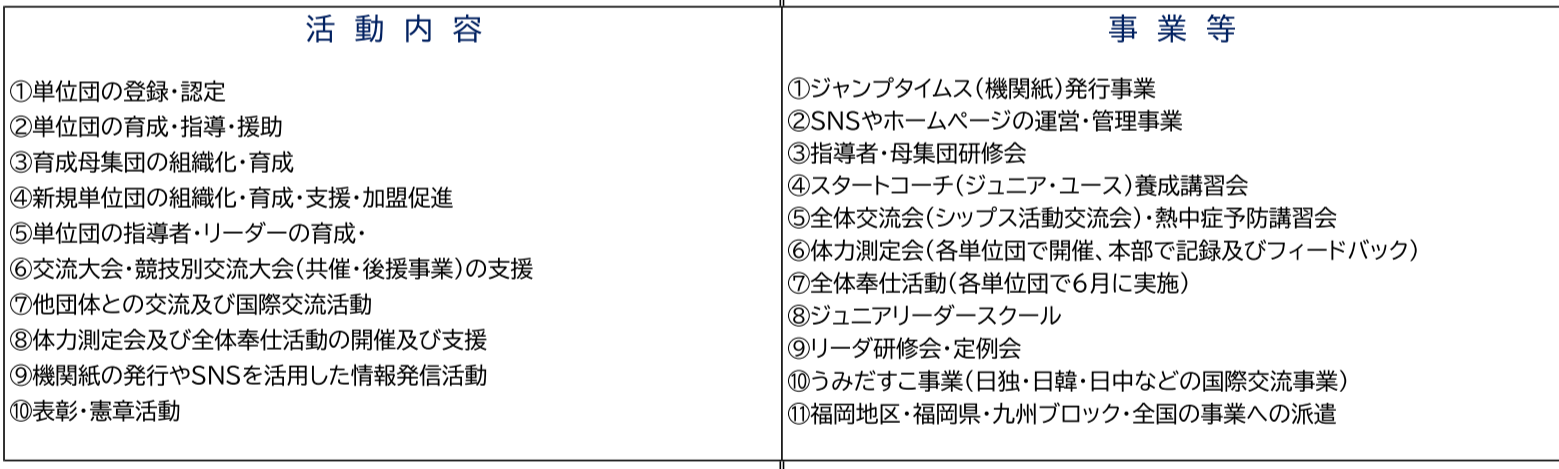 活動内容
①単位団の登録・認定
②単位団の育成・指導・援助
③育成母集団の組織化・育成
④新規単位団の組織化・育成・支援・加盟促進
⑤単位団の指導者・リーダーの育成・
⑥交流大会・競技別交流大会(共催・後援事業)の支援
⑦他団体との交流及び国際交流活動
⑧体力測定会及び全体奉仕活動の開催及び支援
⑨機関紙の発行やSNSを活用した情報発信活動
⑩表彰・憲章活動
事業等
①ジャンプタイムス(機関紙)発行事業
②SNSやホームページの運営・管理事業
③指導者・母集団研修会
④スタートコーチ(ジュニア・ユース)養成講習会
⑤全体交流会(シップス活動交流会)・熱中症予防講習会
⑥体力測定会(各単位団で開催、本部で記録及びフィードバック)
⑦全体奉仕活動(各単位団で6月に実施)
⑧ジュニアリーダースクール
⑨リーダ研修会・定例会
⑩うみだすこ事業(日独・日韓・日中などの国際交流事業)
⑪福岡地区・福岡県・九州ブロック・全国の事業への派遣